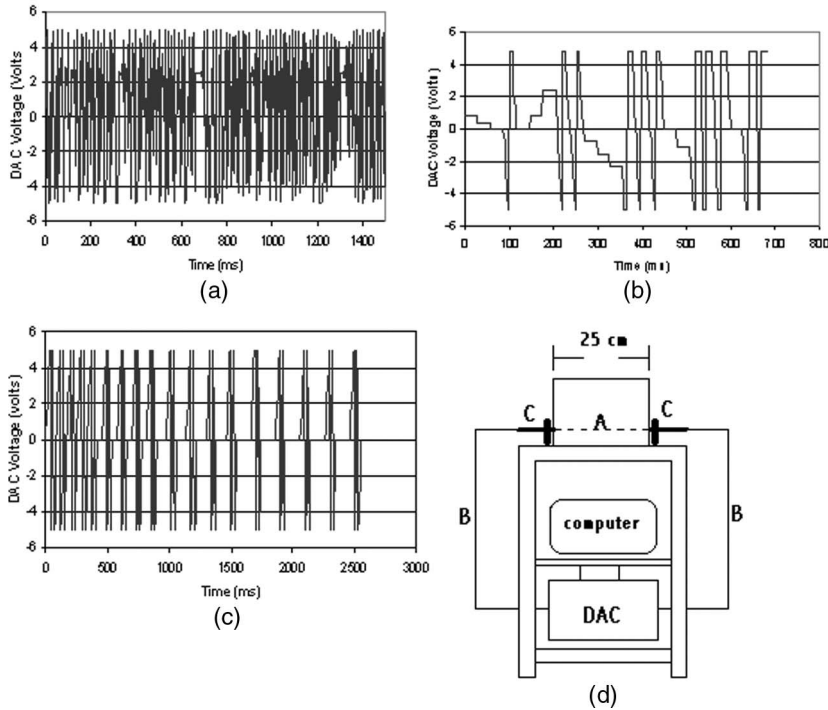 DAC Voltage (Volts
6
4
2
0
-2
-4
-6
0 200 400 600 800 1000 1200 1400
Time (ms)
(a)
DAC Voltage (Volts)
6
4
2
0
-2
-4
-6
0 100 200 300 400 500 600 700 800
Time (ms)
(b)
DAC Voltage (volts)
6
4
2
0
-2
-4
-6
0 500 1000 1500 2000 2500 3000
Time (ms)
(c)
25 cm
C A C
B B
computer
DAC
(d)